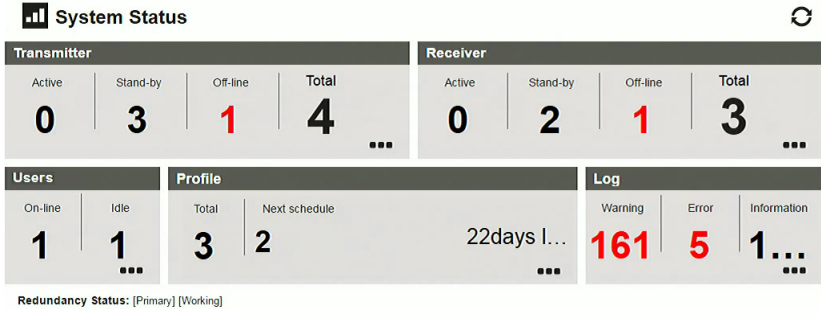 System Status
Transmitter
Active Stand-by Off-line Total
0 3 1 4
Receiver
Active Stand-by Off-line Total
0 2 1 3
Users
On-line Idle
1 1
Profile
Total Next schedule
3 2 22days l...
Log
Warning Error Information
161 5 1...
Redundancy Status: [Primary] [Working]